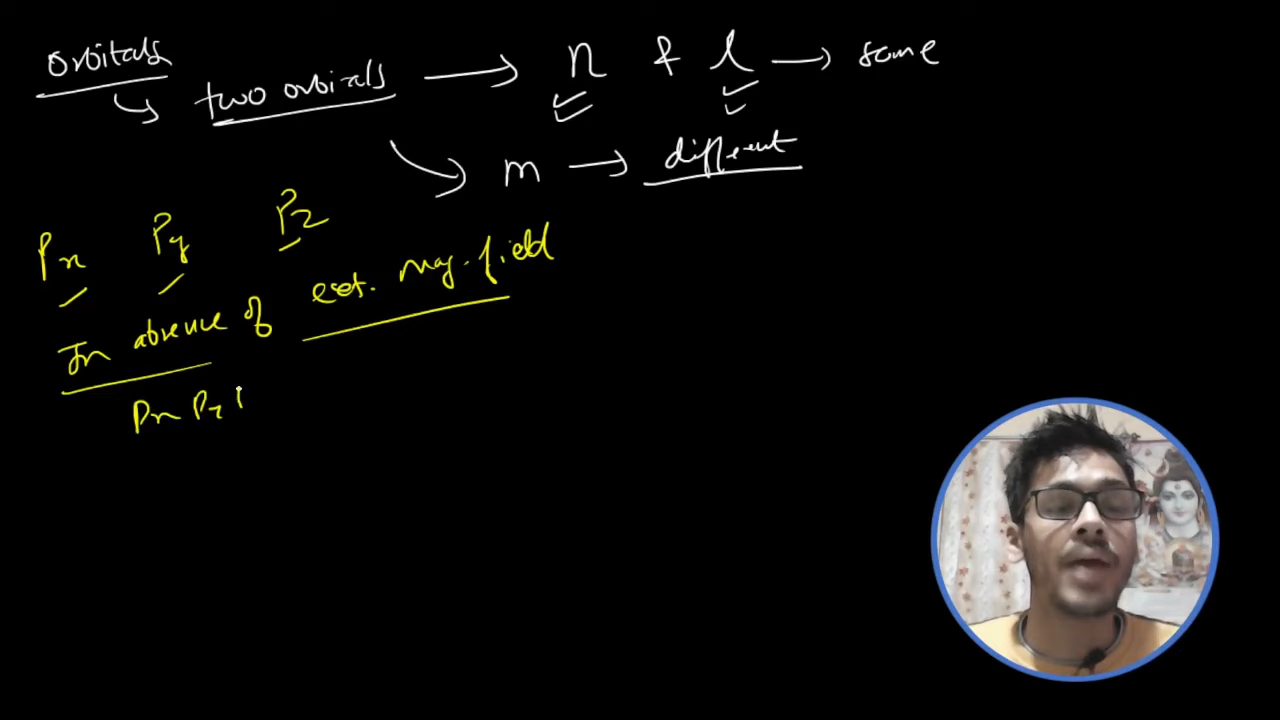 orbitals
two orbitals → n & l → same
m → different
Px Py Pz
In absence of ext. mag. field
Px Py